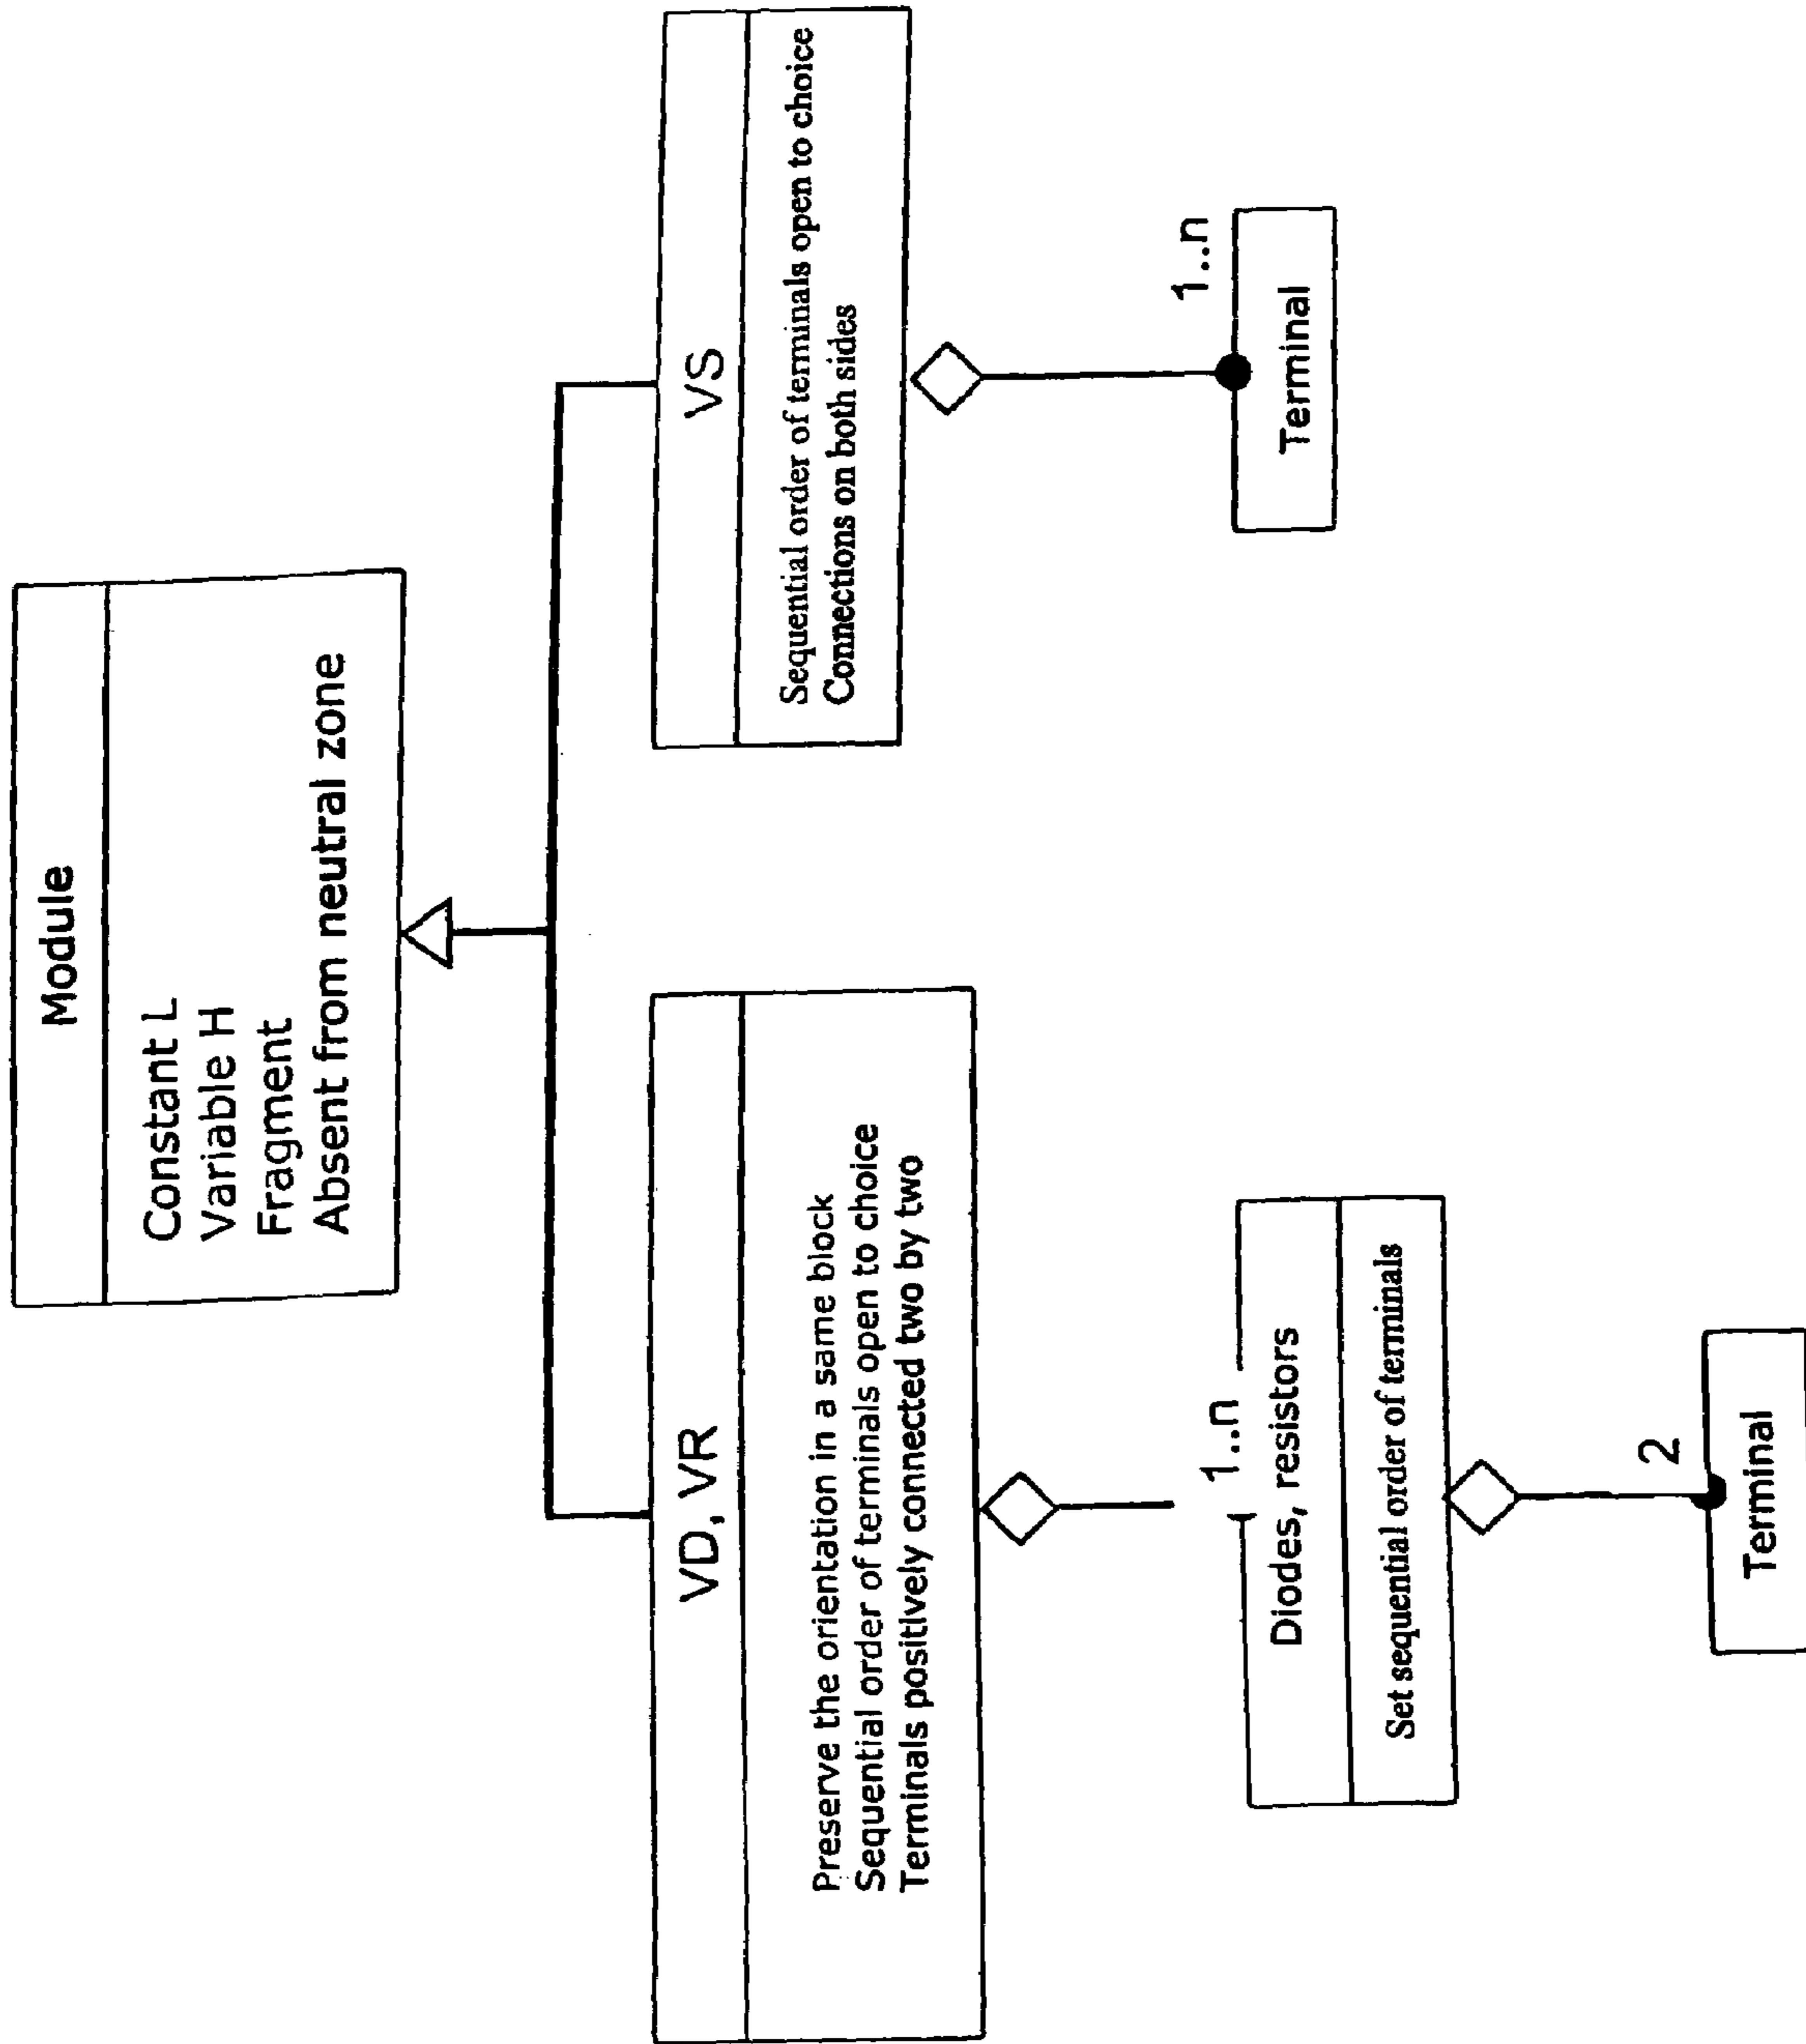 Module
Constant L
Variable H
Fragment
Absent from neutral zone
VD, VR
Preserve the orientation in a same block
Sequential order of terminals open to choice
Terminals positively connected two by two
VS
Sequential order of terminals open to choice
Connections on both sides
1..n
Diodes, resistors
Set sequential order of terminals
2
Terminal
1..n
Terminal